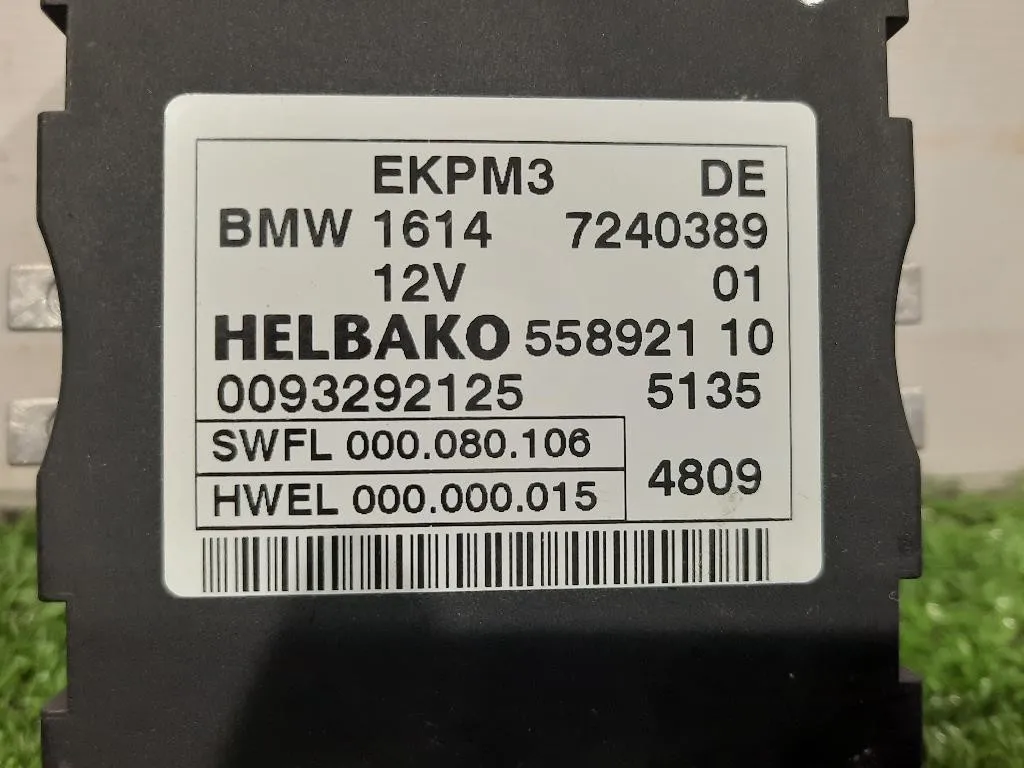 EKPM3 DE
BMW 1614 7240389
12V 01
HELBAKO 558921 10
0093292125 5135
SWFL 000.080.106
4809
HWEL 000.000.015